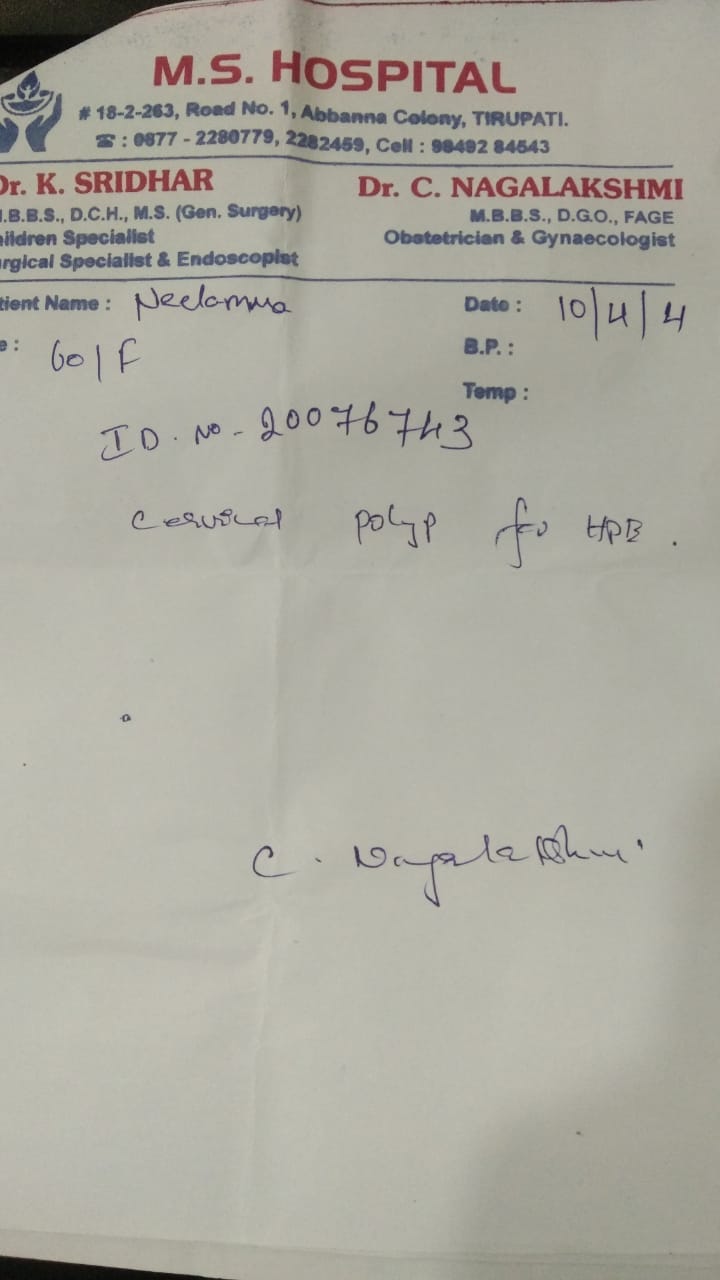 M.S. HOSPITAL
# 18-2-263, Road No. 1, Abbanna Colony, TIRUPATI.
☎ : 0877 - 2280779, 2282459, Cell : 98492 84543
Dr. K. SRIDHAR
.B.B.S., D.C.H., M.S. (Gen. Surgery)
ildren Specialist
rgical Specialist & Endoscopist
Dr. C. NAGALAKSHMI
M.B.B.S., D.G.O., FAGE
Obstetrician & Gynaecologist
tient Name : Neelamma
Date : 10/4/4
e : 60/F
B.P. :
Temp :
ID. No - 20076743
Cervical polyp for HPE.
C. Nagalakshmi